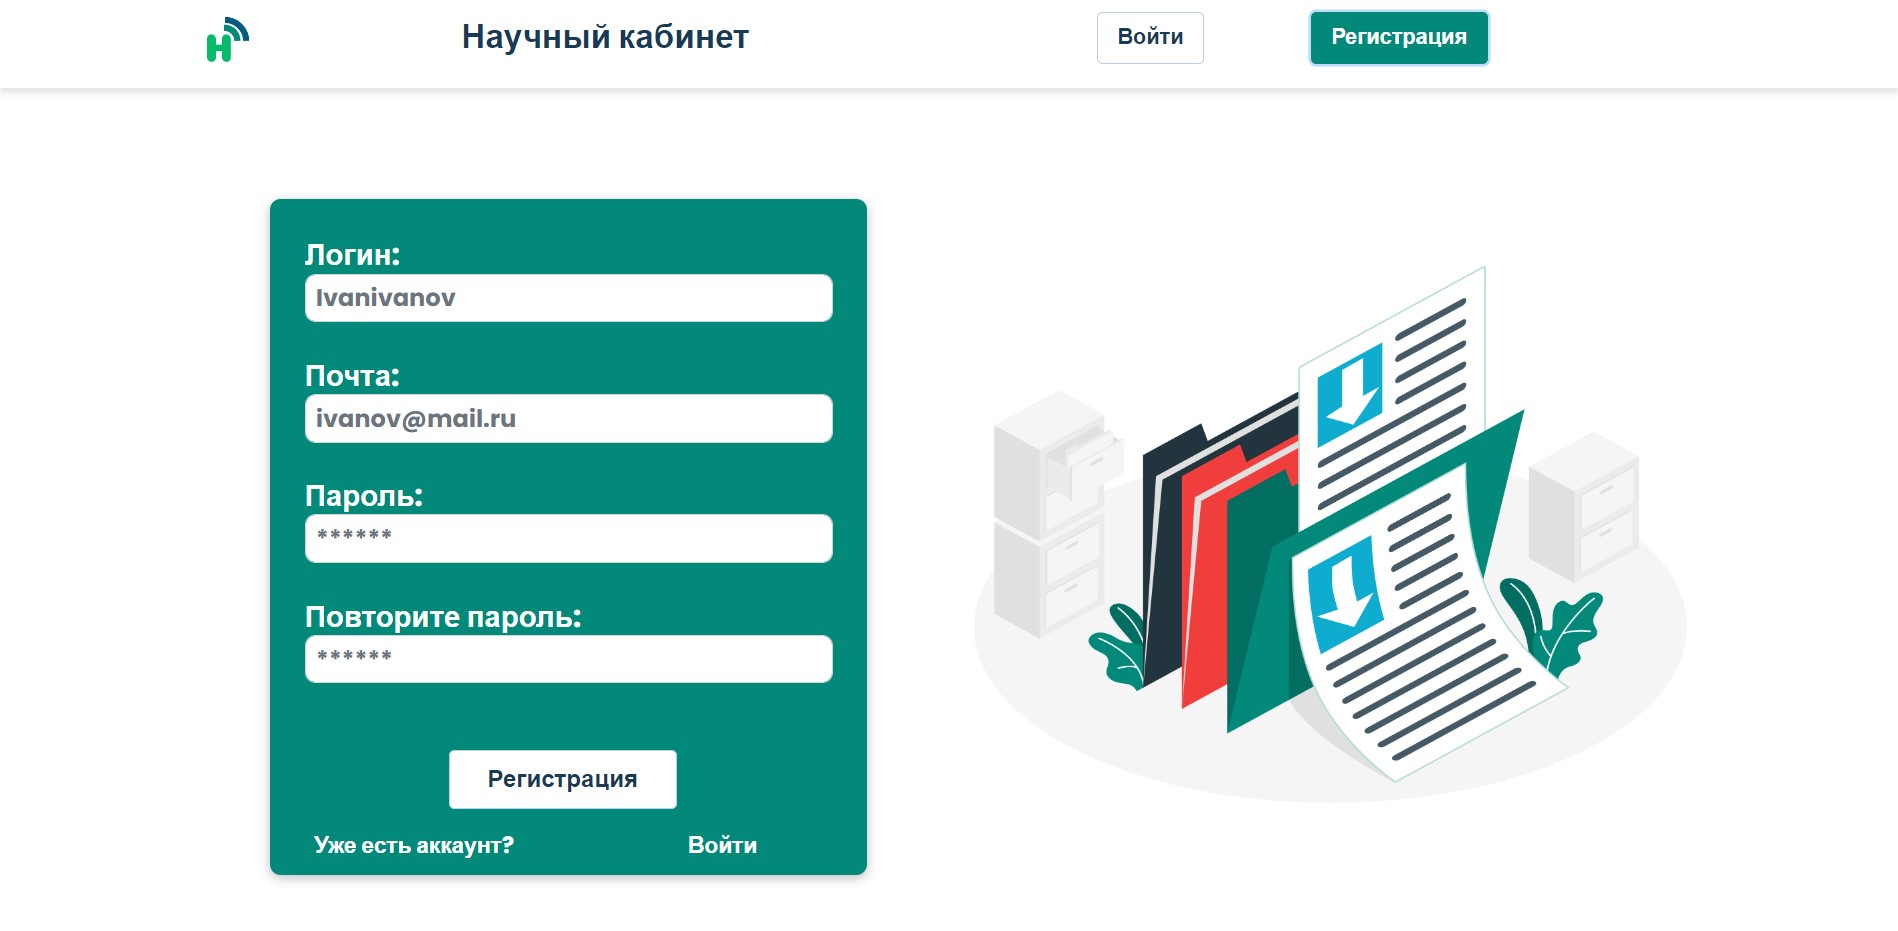 Научный кабинет
Войти
Регистрация
Логин:
Ivanivanov
Почта:
ivanov@mail.ru
Пароль:
******
Повторите пароль:
******
Регистрация
Уже есть аккаунт?
Войти